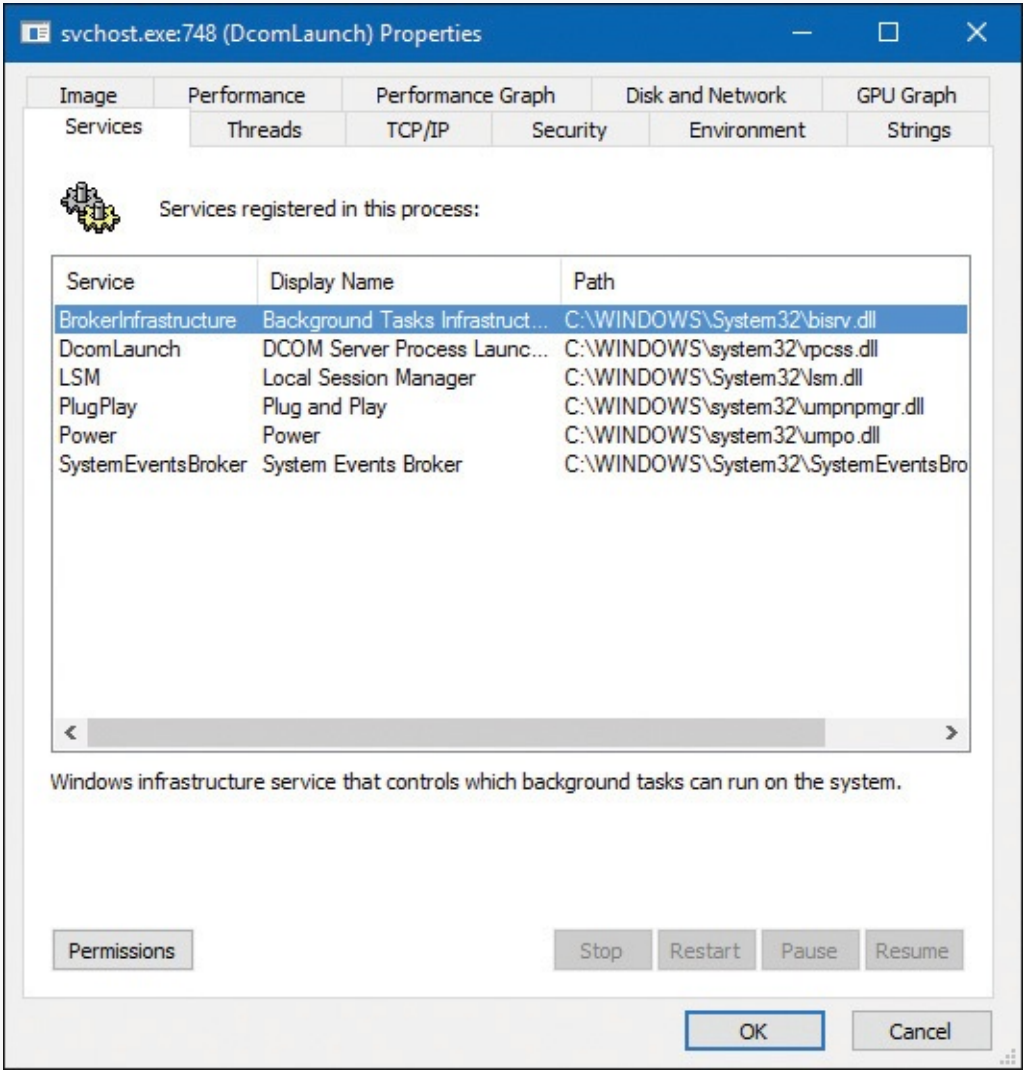 svchost.exe:748 (DcomLaunch) Properties
Image Performance Performance Graph Disk and Network GPU Graph
Services Threads TCP/IP Security Environment Strings
Services registered in this process:
Service Display Name Path
BrokerInfrastructure Background Tasks Infrastruct... C:\WINDOWS\System32\bisrv.dll
DcomLaunch DCOM Server Process Launc... C:\WINDOWS\system32\rpcss.dll
LSM Local Session Manager C:\WINDOWS\System32\lsm.dll
PlugPlay Plug and Play C:\WINDOWS\system32\umpnpmgr.dll
Power Power C:\WINDOWS\system32\umpo.dll
SystemEventsBroker System Events Broker C:\WINDOWS\System32\SystemEventsBro
Windows infrastructure service that controls which background tasks can run on the system.
Permissions Stop Restart Pause Resume
OK Cancel